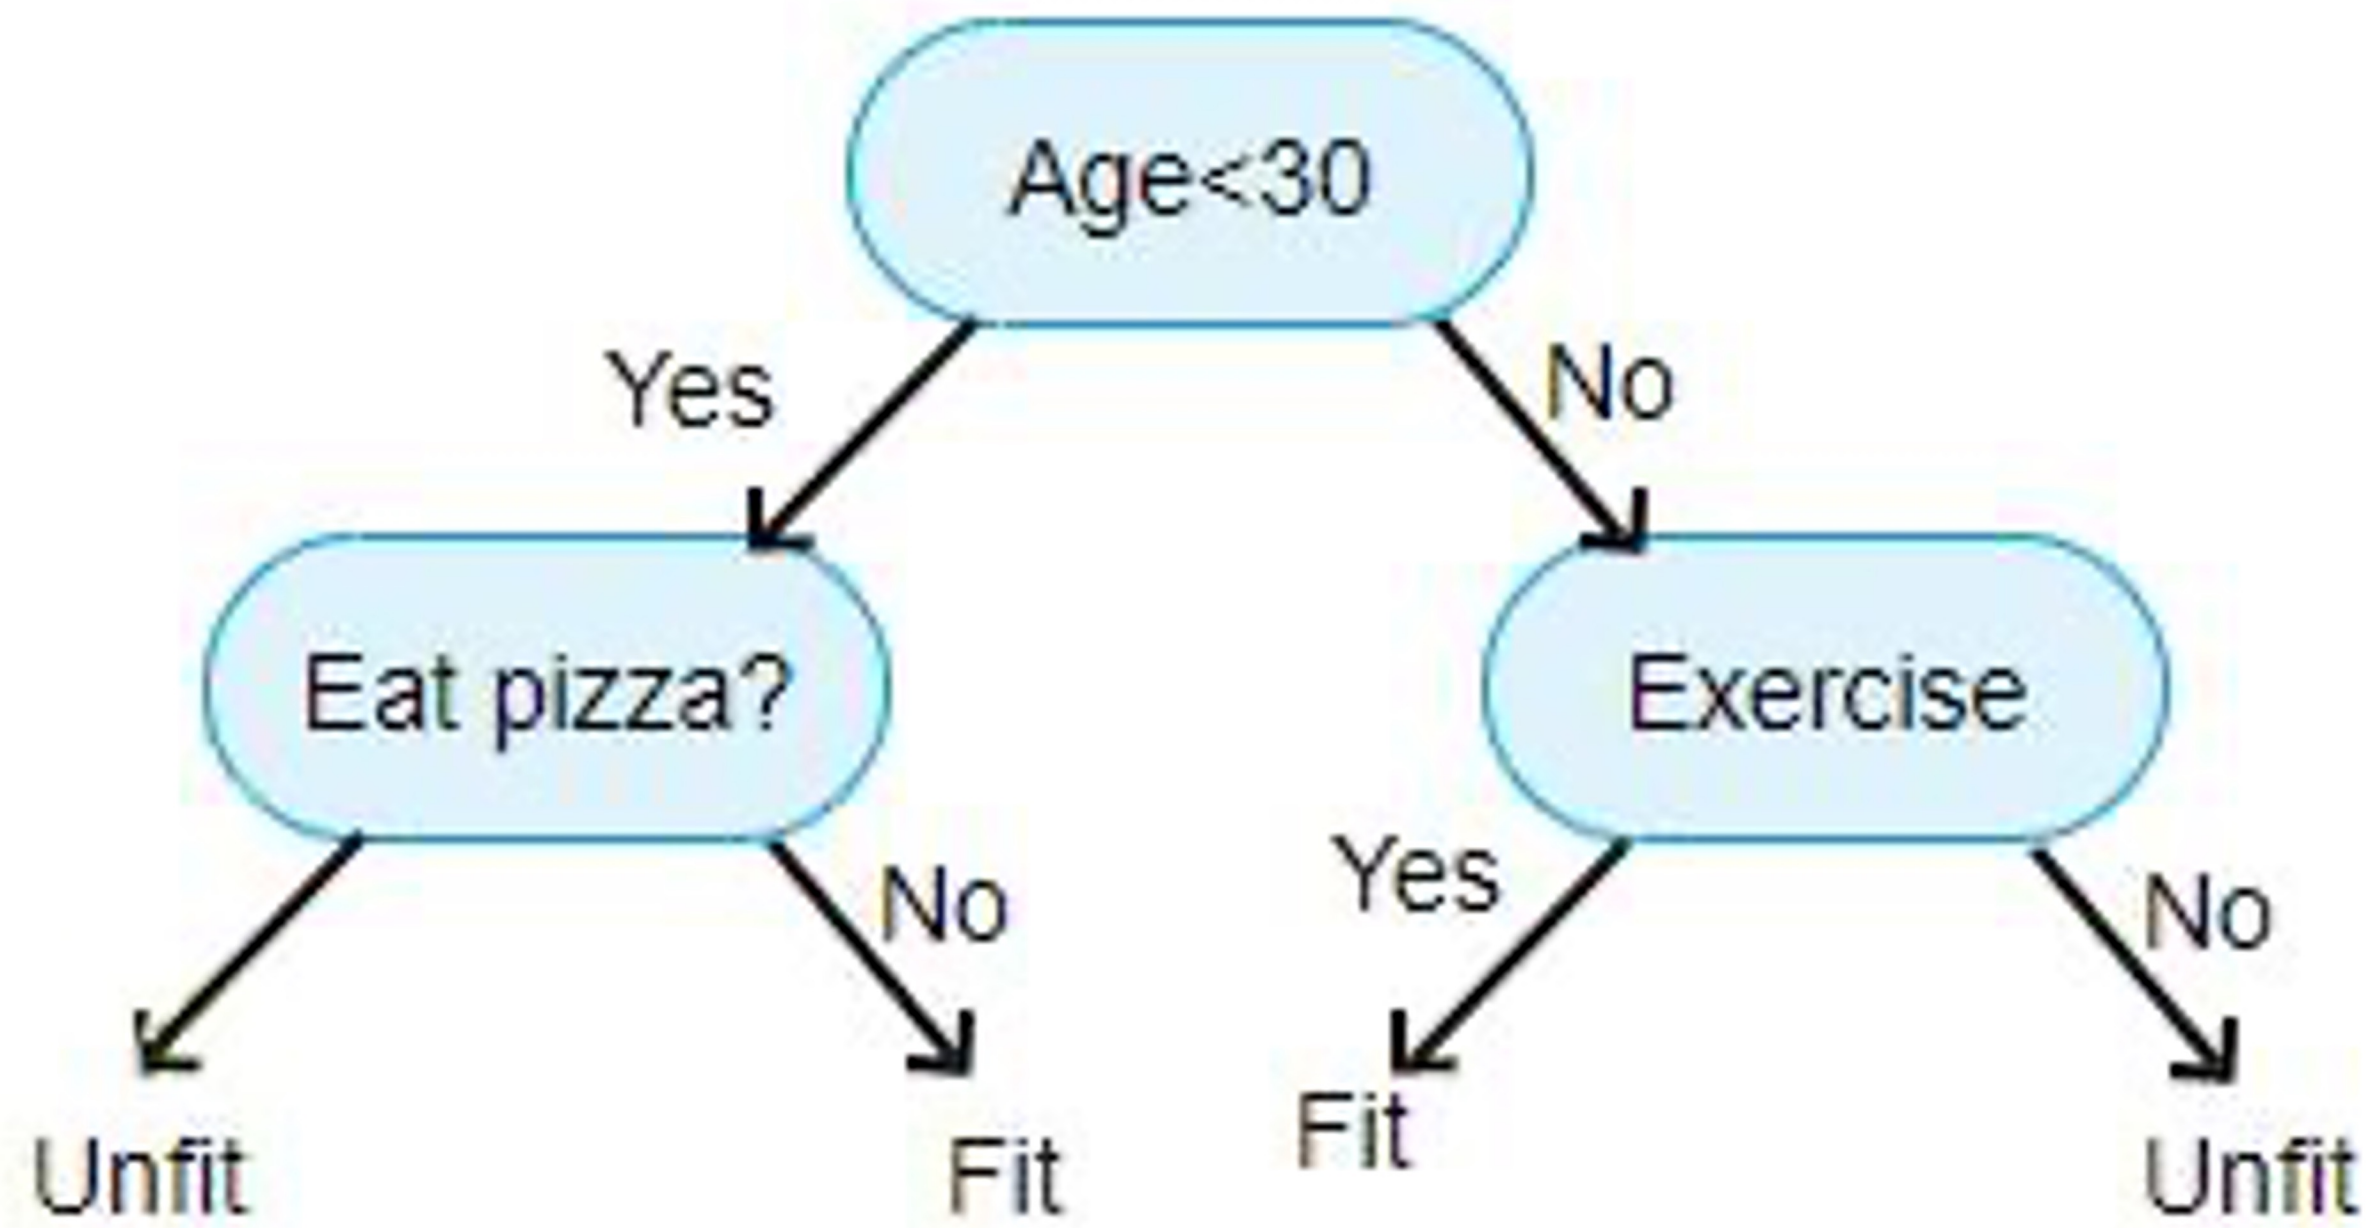 Age<30
Yes
No
Eat pizza?
Exercise
No
Yes
No
Unfit
Fit
Fit
Unfit